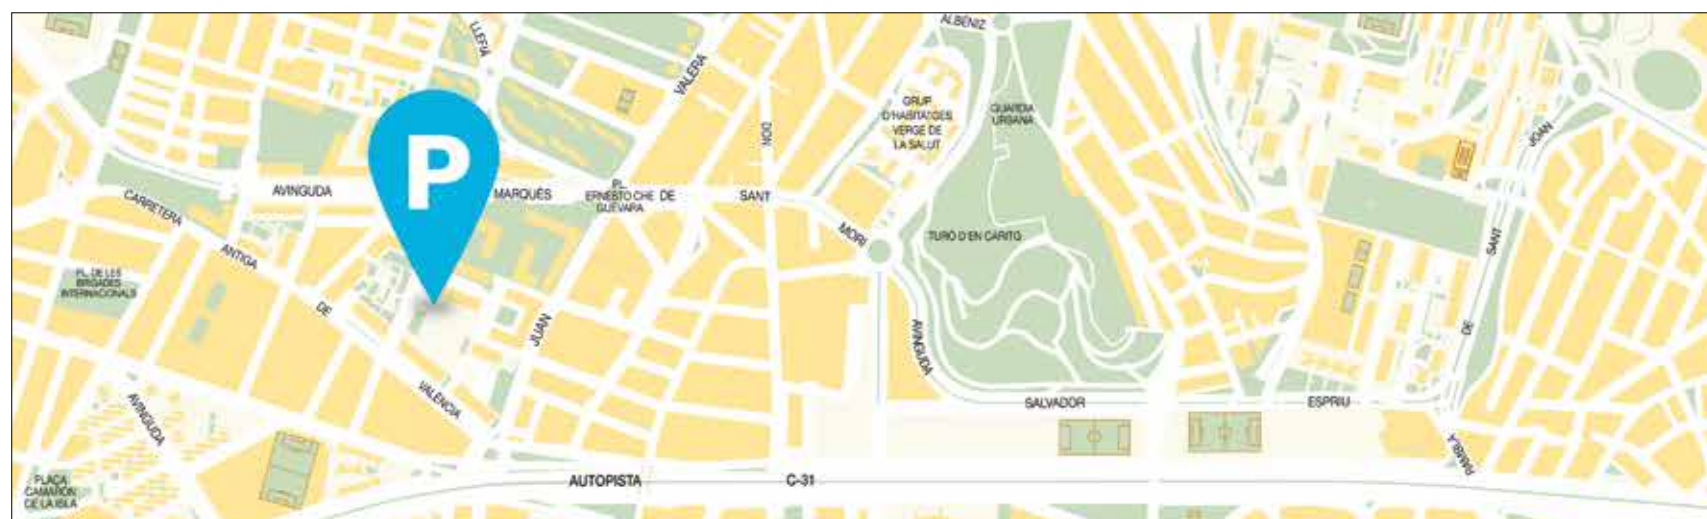 LLEFIÀ
ALBÉNIZ
VALERA
P
GRUP
D'HABITATGES
VERGE DE
LA SALUT
GUARDIA
URBANA
DON
JOAN
AVINGUDA
MARQUÈS
PL.
ERNESTO CHE
GUEVARA
DE
SANT
MORI
CARRETERA
ANTIGA
DE
VALÈNCIA
TURÓ D'EN CARITG
SANT
DE
PL. DE LES
BRIGADES
INTERNACIONALS
JUAN
AVINGUDA
SALVADOR
ESPRIU
AVINGUDA
RAMBLA
PLAÇA
CAMARÓN
DE LA ISLA
AUTOPISTA
C-31